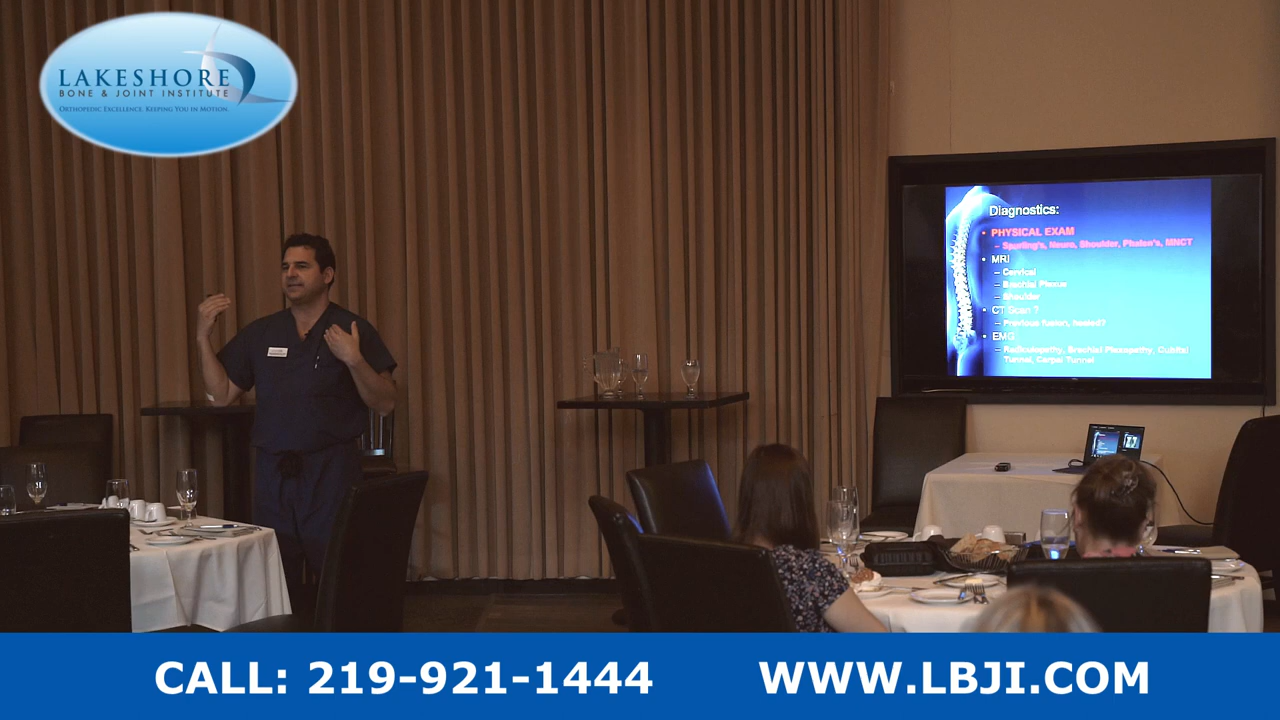 LAKESHORE
BONE & JOINT INSTITUTE
ORTHOPEDIC EXCELLENCE. KEEPING YOU IN MOTION.
Diagnostics:
• PHYSICAL EXAM
– Spurling's, Neuro, Shoulder, Phalen's, MNCT
• MRI
– Cervical
– Brachial Plexus
– Shoulder
• CT Scan ?
– Previous fusion, healed?
• EMG
– Radiculopathy, Brachial Plexopathy, Cubital
Tunnel, Carpal Tunnel
CALL: 219-921-1444 WWW.LBJI.COM